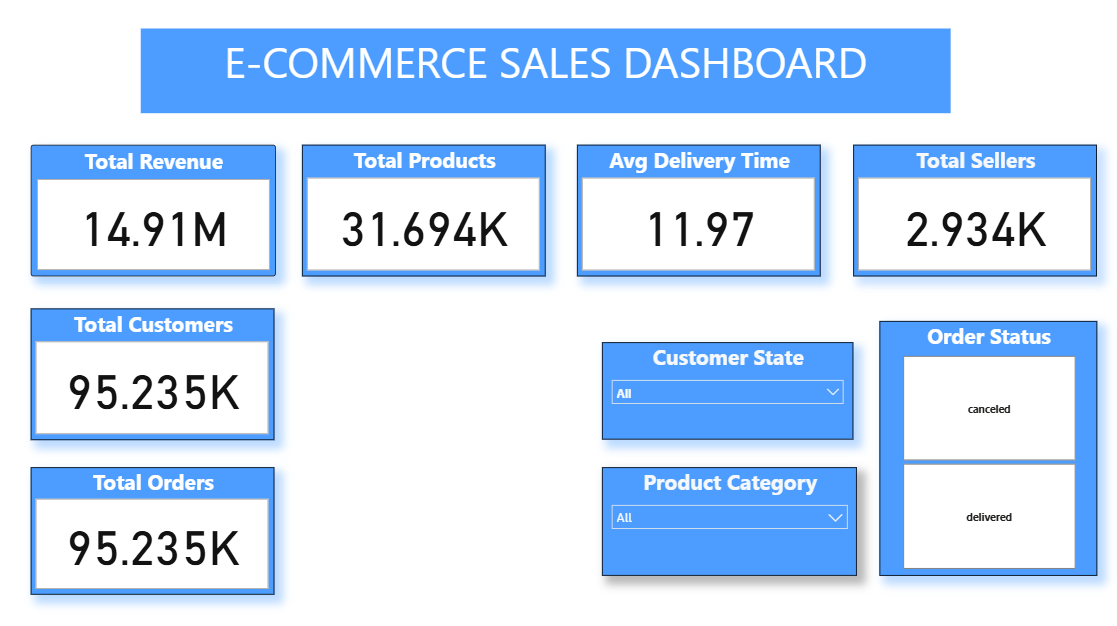 E-COMMERCE SALES DASHBOARD
Total Revenue
14.91M
Total Products
31.694K
Avg Delivery Time
11.97
Total Sellers
2.934K
Total Customers
95.235K
Customer State
All
Order Status
canceled
delivered
Total Orders
95.235K
Product Category
All